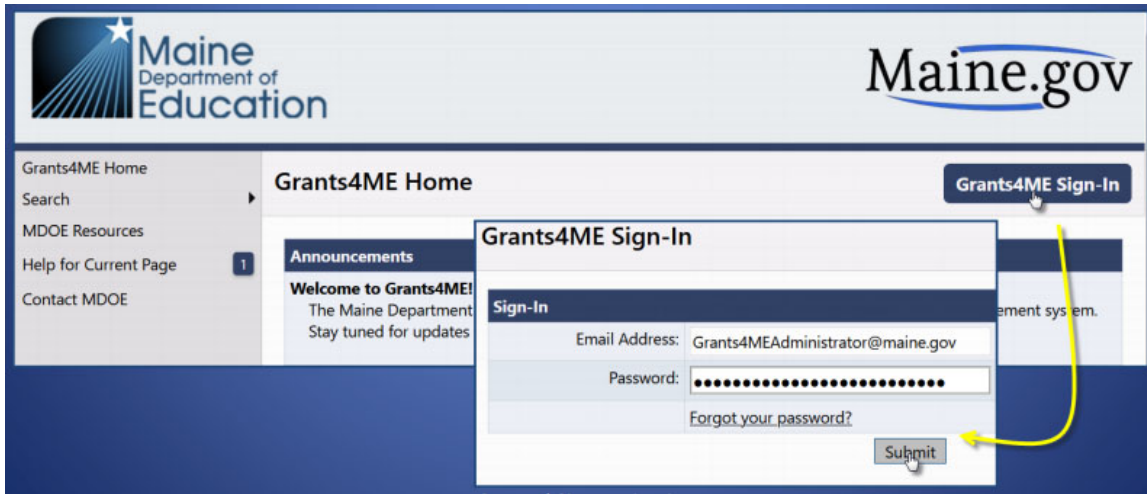 Maine
Department of
Education
Maine.gov
Grants4ME Home
Search
MDOE Resources
Help for Current Page 1
Contact MDOE
Grants4ME Home
Grants4ME Sign-In
Announcements
Welcome to Grants4ME!
The Maine Department ement system.
Stay tuned for updates
Grants4ME Sign-In
Sign-In
Email Address: Grants4MEAdministrator@maine.gov
Password: ••••••••••••••••••••••••••
Forgot your password?
Submit